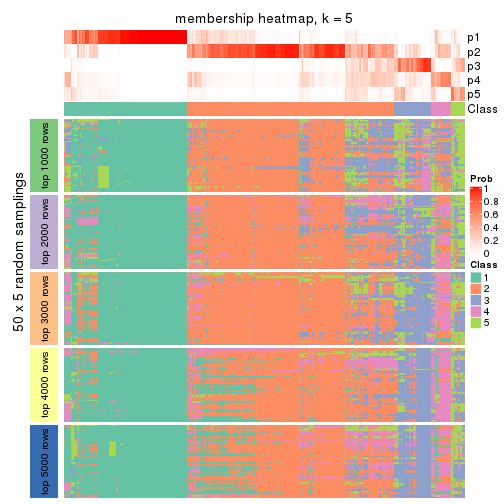 membership heatmap, k = 5
p1
p2
p3
p4
p5
Class
50 x 5 random samplings
top 1000 rows
top 2000 rows
top 3000 rows
top 4000 rows
top 5000 rows
Prob
1
0.8
0.6
0.4
0.2
0
Class
1
2
3
4
5